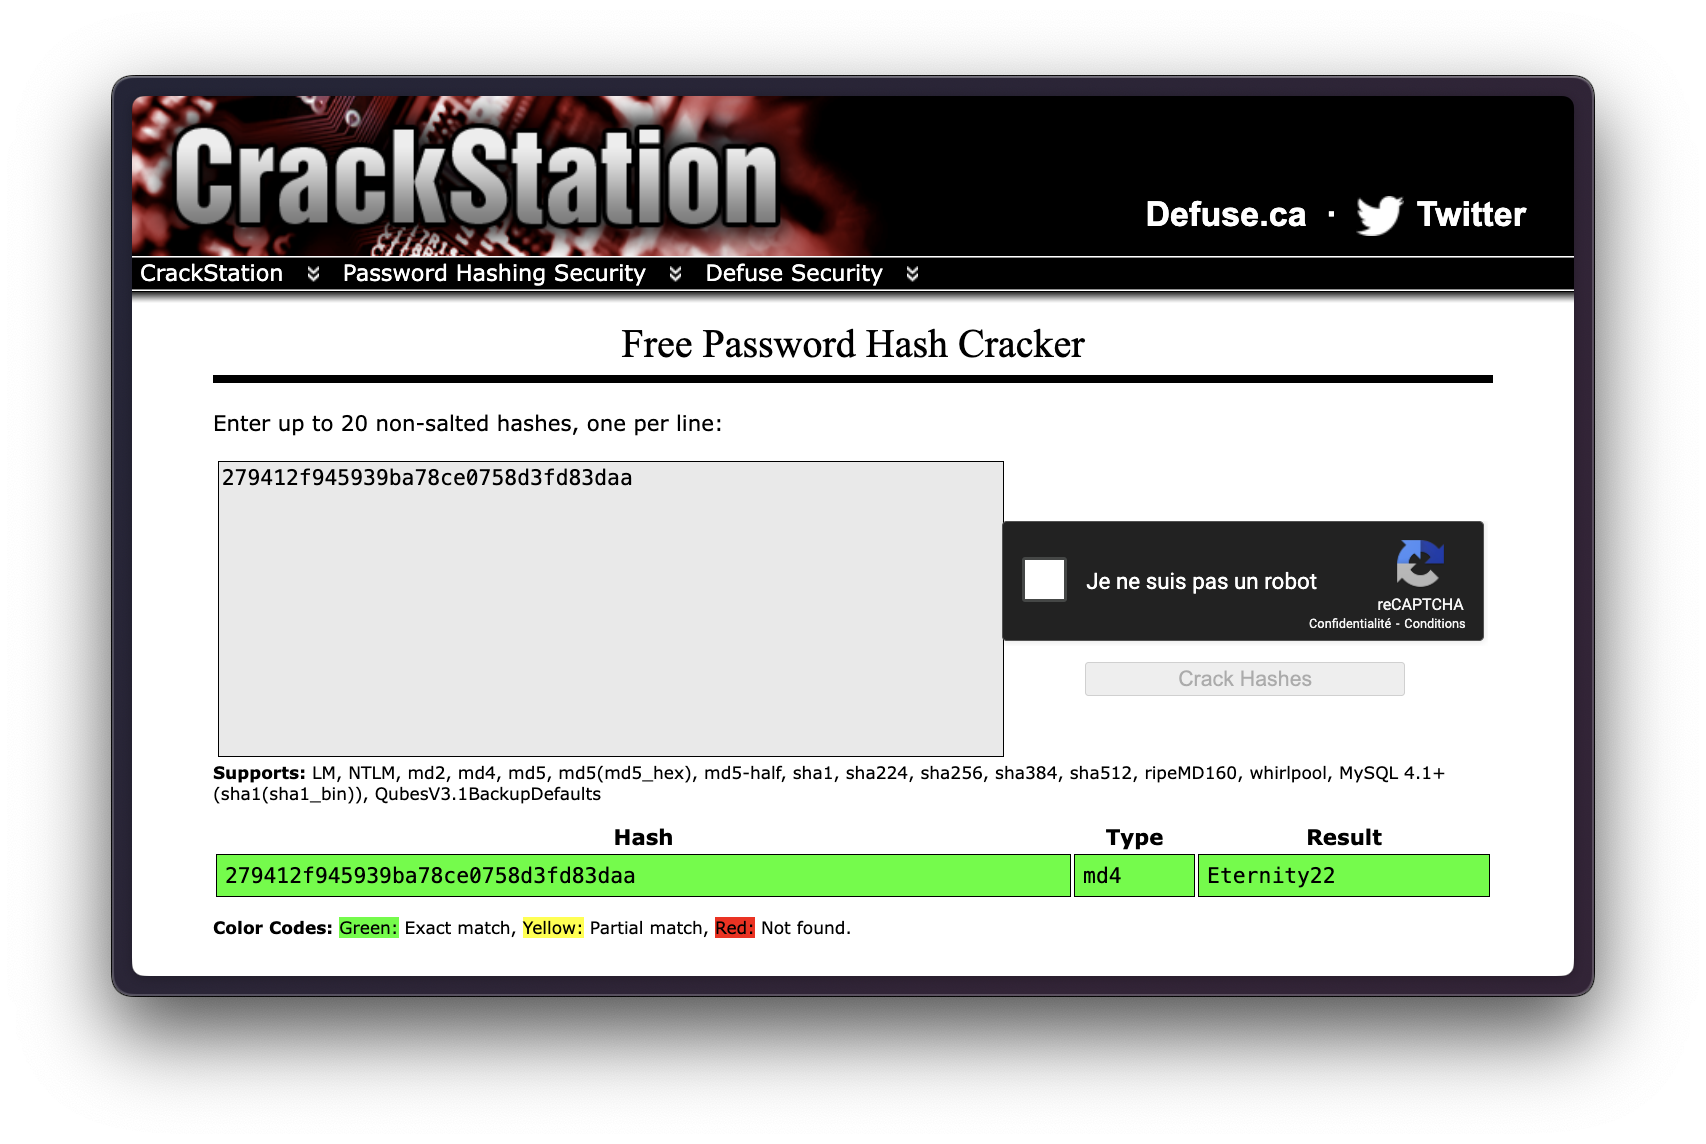 CrackStation
Defuse.ca · Twitter
CrackStation Password Hashing Security Defuse Security
Free Password Hash Cracker
Enter up to 20 non-salted hashes, one per line:
279412f945939ba78ce0758d3fd83daa
Je ne suis pas un robot
reCAPTCHA
Confidentialité - Conditions
Crack Hashes
Supports: LM, NTLM, md2, md4, md5, md5(md5_hex), md5-half, sha1, sha224, sha256, sha384, sha512, ripeMD160, whirlpool, MySQL 4.1+
(sha1(sha1_bin)), QubesV3.1BackupDefaults
Hash Type Result
279412f945939ba78ce0758d3fd83daa md4 Eternity22
Color Codes: Green: Exact match, Yellow: Partial match, Red: Not found.